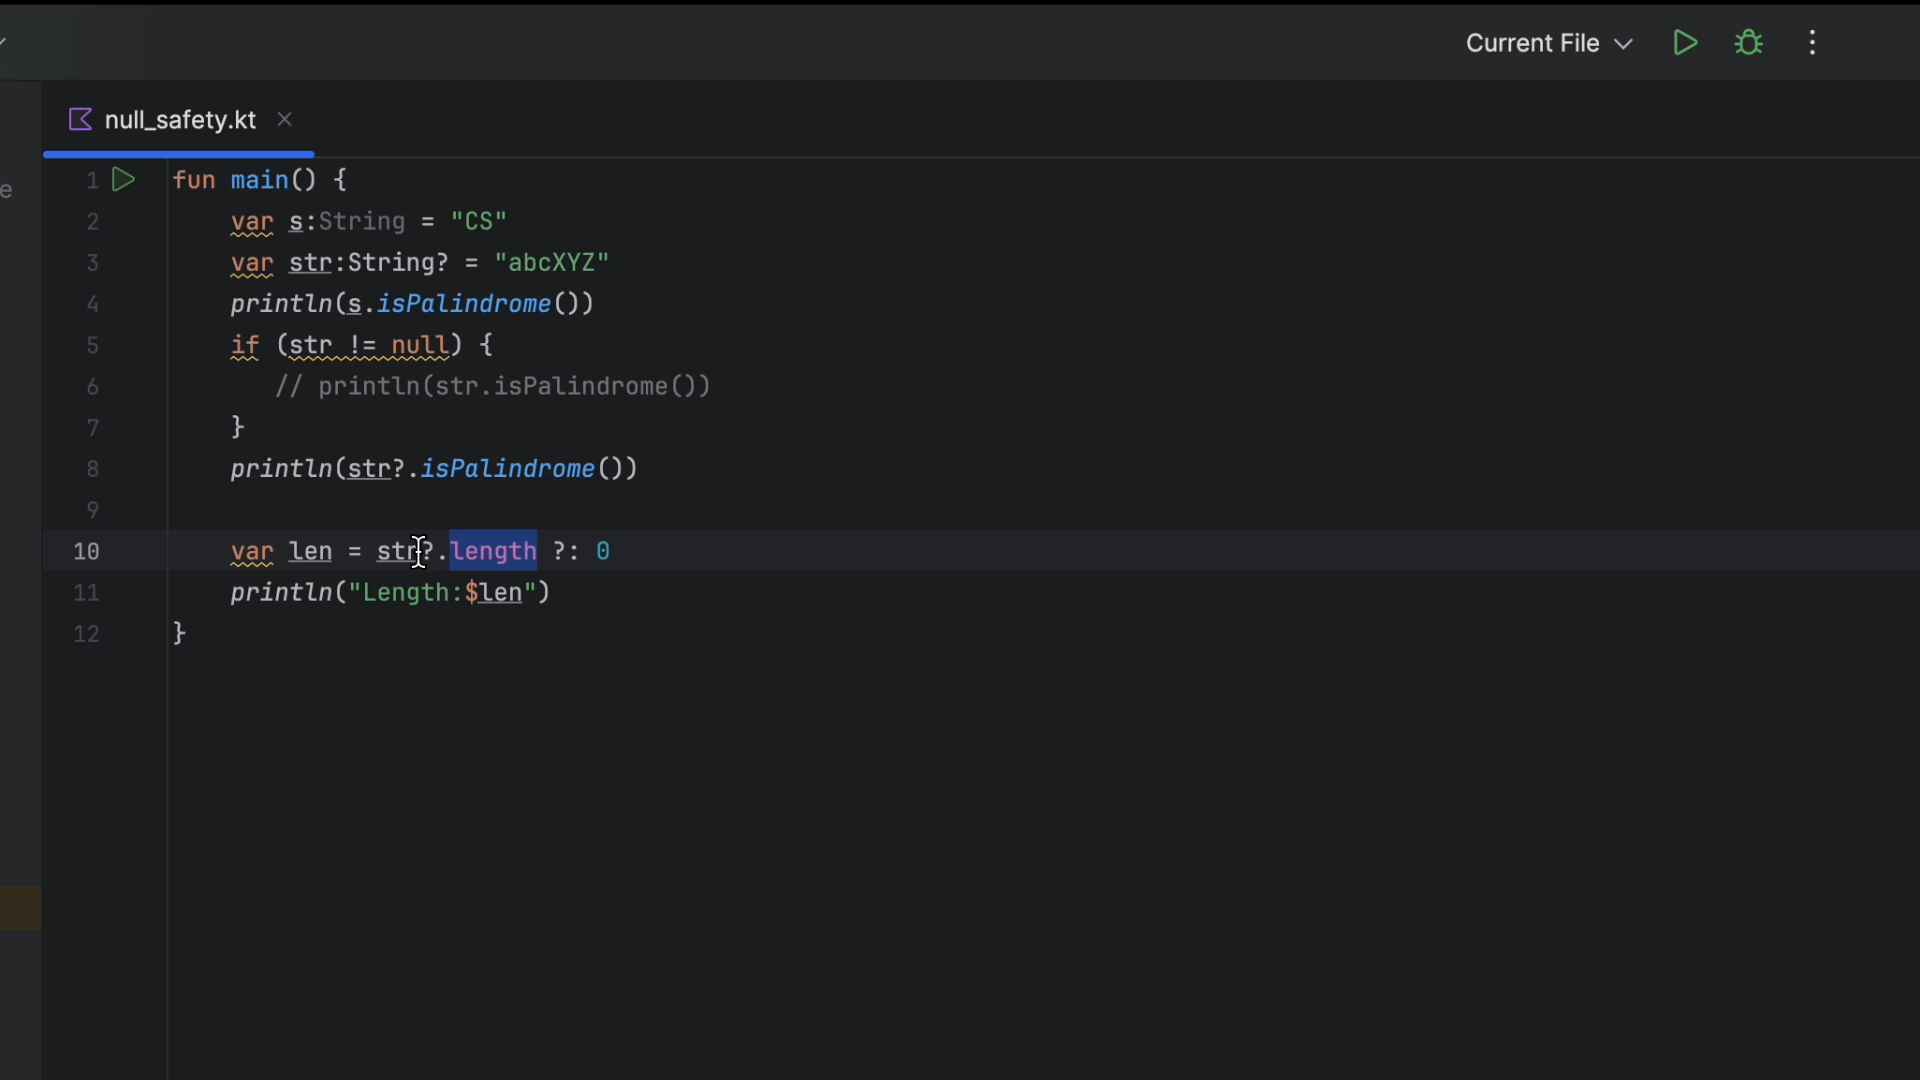 Current File
null_safety.kt
e
1 fun main() {
2 var s:String = "CS"
3 var str:String? = "abcXYZ"
4 println(s.isPalindrome())
5 if (str != null) {
6 // println(str.isPalindrome())
7 }
8 println(str?.isPalindrome())
9
10 var len = str?.length ?: 0
11 println("Length:$len")
12 }